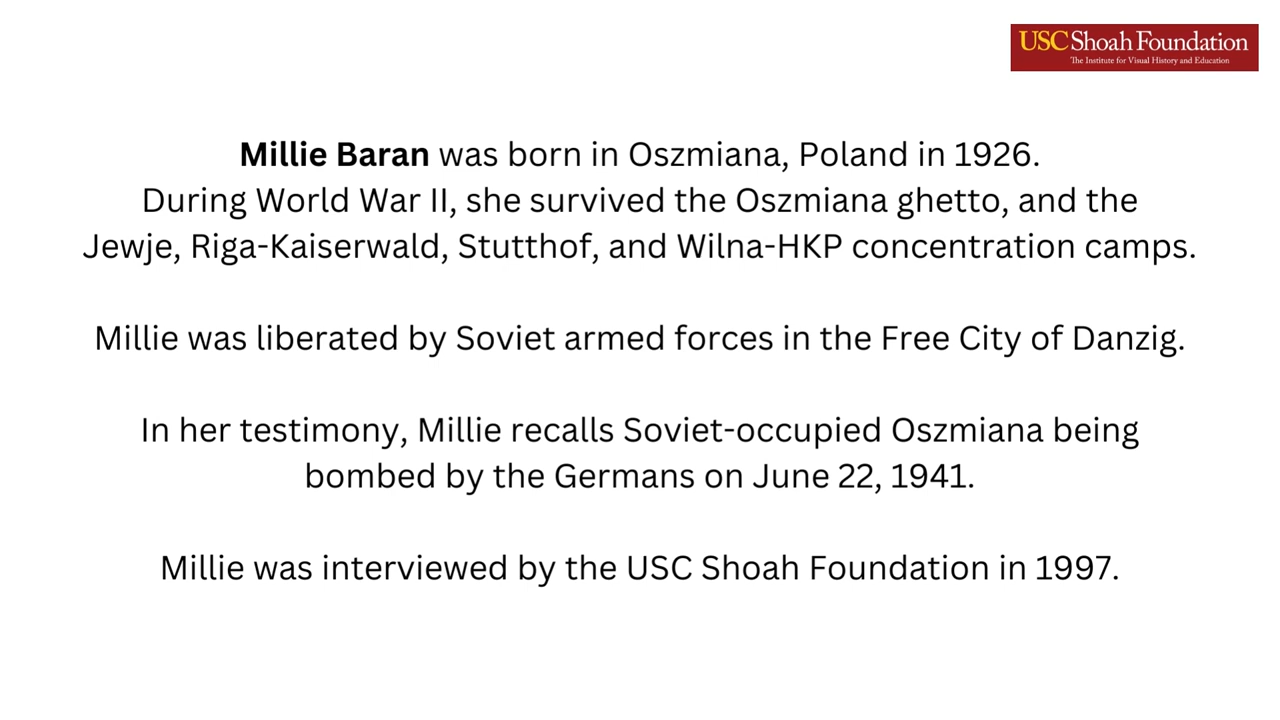 USC Shoah Foundation
The Institute for Visual History and Education
Millie Baran was born in Oszmiana, Poland in 1926.
During World War II, she survived the Oszmiana ghetto, and the
Jewje, Riga-Kaiserwald, Stutthof, and Wilna-HKP concentration camps.
Millie was liberated by Soviet armed forces in the Free City of Danzig.
In her testimony, Millie recalls Soviet-occupied Oszmiana being
bombed by the Germans on June 22, 1941.
Millie was interviewed by the USC Shoah Foundation in 1997.